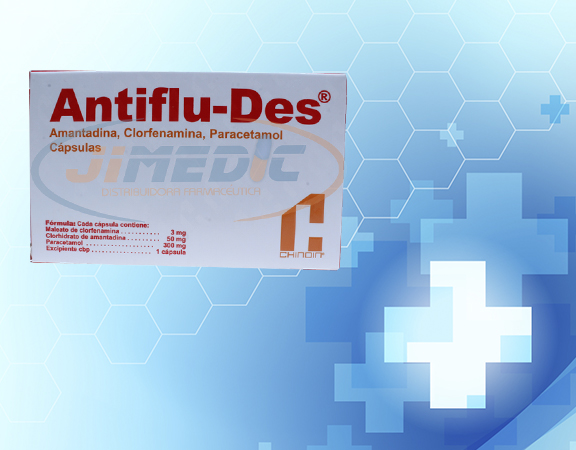 Antiflu-Des®
Amantadina, Clorfenamina, Paracetamol
Cápsulas
JIMEDIC
DISTRIBUIDORA FARMACEUTICA
Fórmula: Cada cápsula contiene:
Maleato de clorfenamina ............ 3 mg
Clorhidrato de amantadina .......... 50 mg
Paracetamol ..................... 300 mg
Excipiente cbp .................... 1 cápsula
CHINOIN